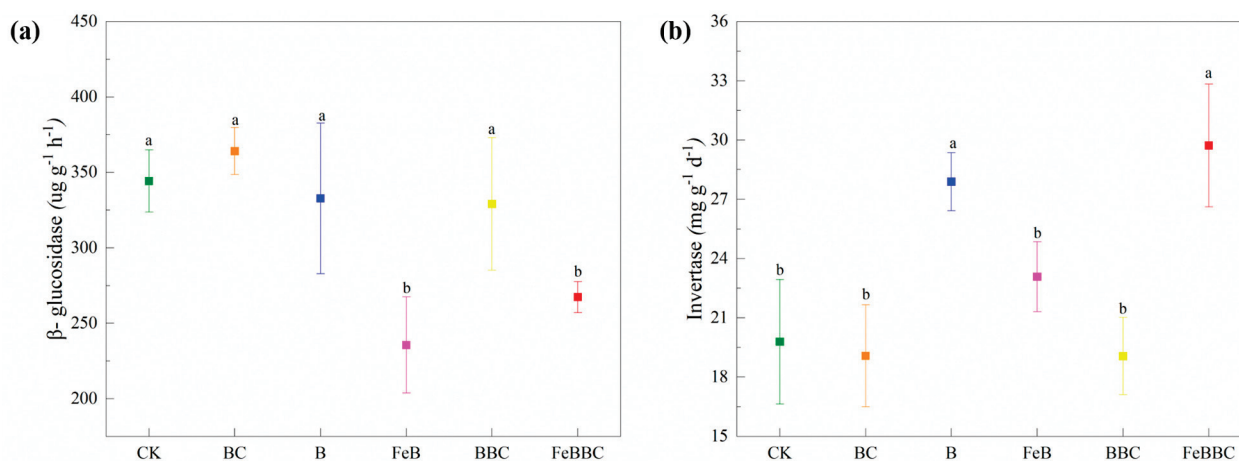 (a)
β- glucosidase (ug g⁻¹ h⁻¹)
450
400
350
300
250
200
a
a
a
b
a
b
CK BC B FeB BBC FeBBC
(b)
Invertase (mg g⁻¹ d⁻¹)
36
33
30
27
24
21
18
15
b
b
a
b
b
a
CK BC B FeB BBC FeBBC